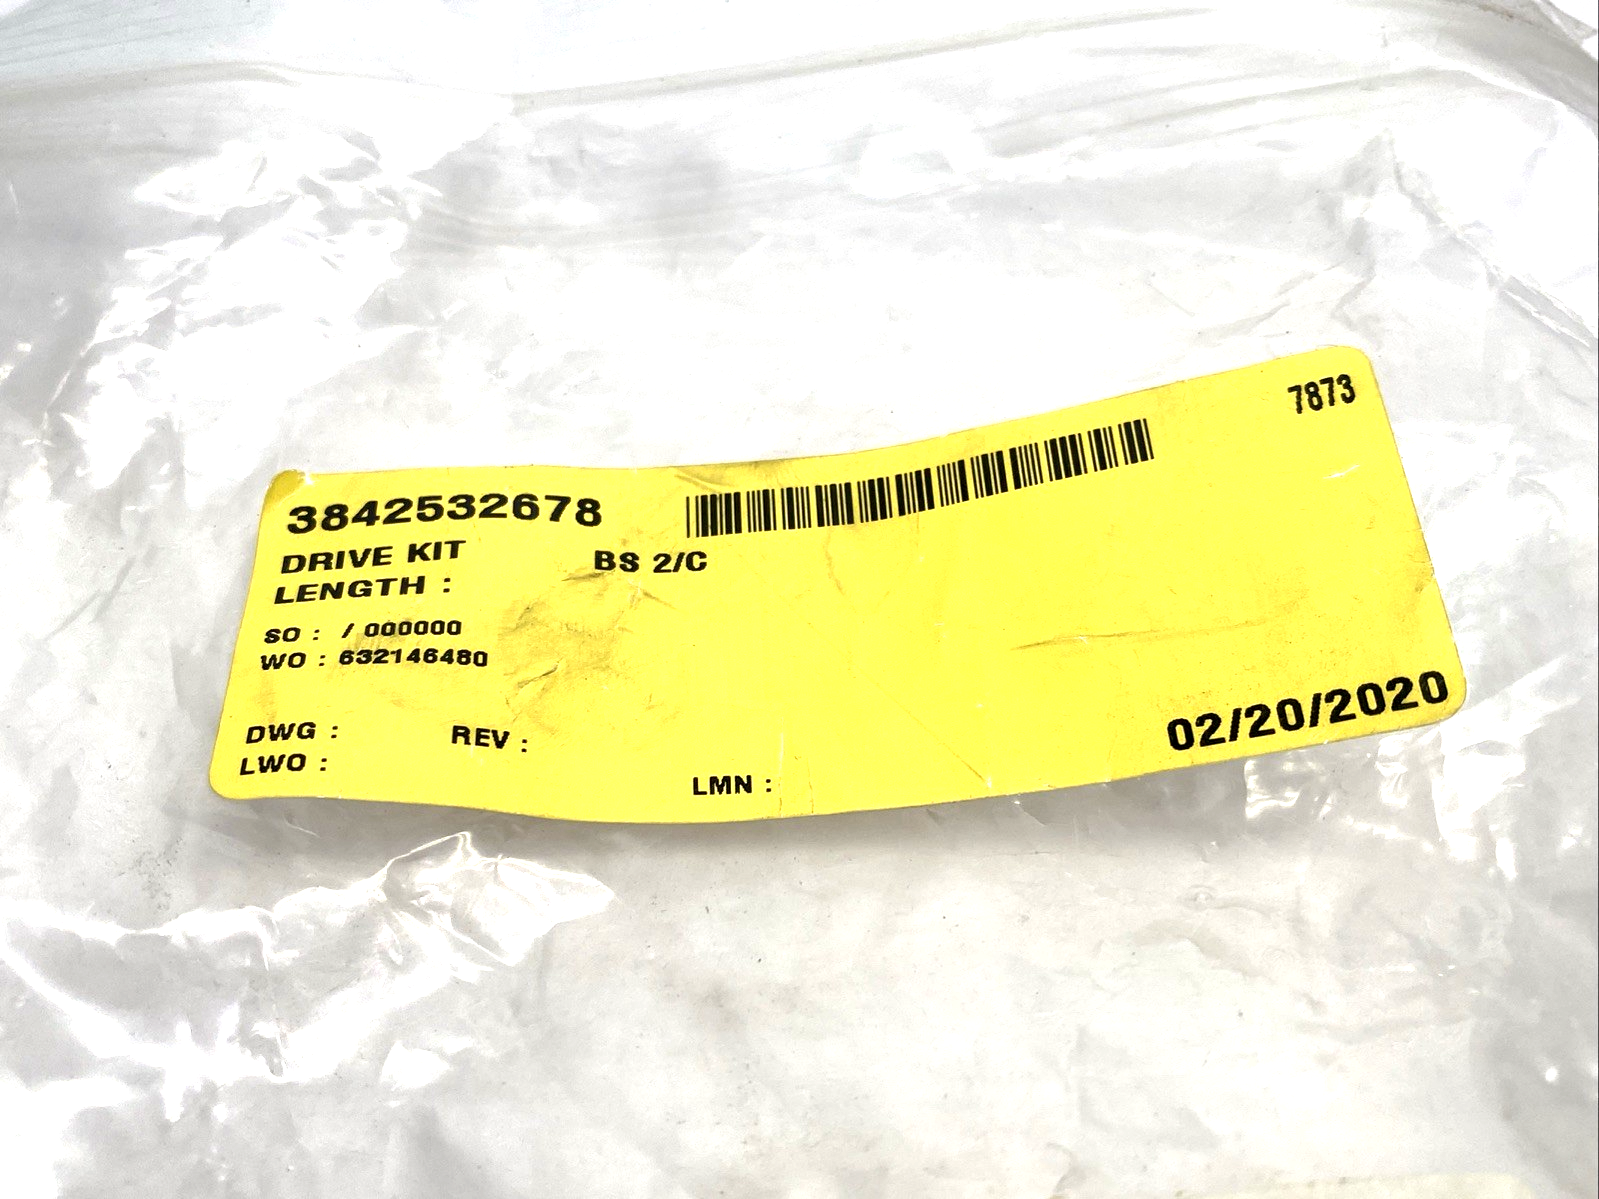 7873
3842532678
DRIVE KIT BS 2/C
LENGTH :
SO : / 000000
WO : 632146480
02/20/2020
DWG : REV :
LWO :
LMN :